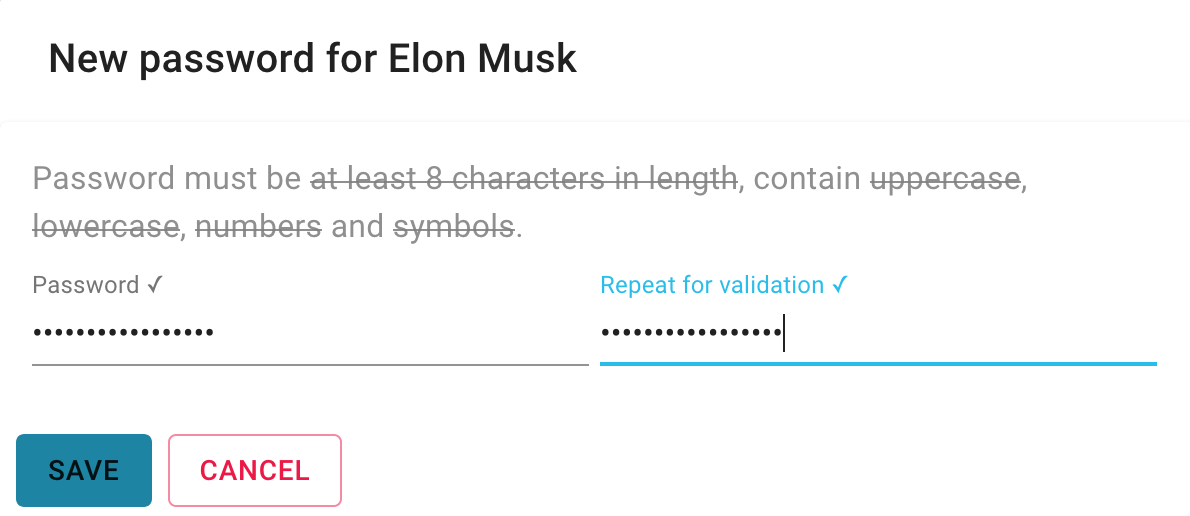 New password for Elon Musk
Password must be at least 8 characters in length, contain uppercase,
lowercase, numbers and symbols.
Password ✓ Repeat for validation ✓
••••••••••••••••• •••••••••••••••••
SAVE CANCEL